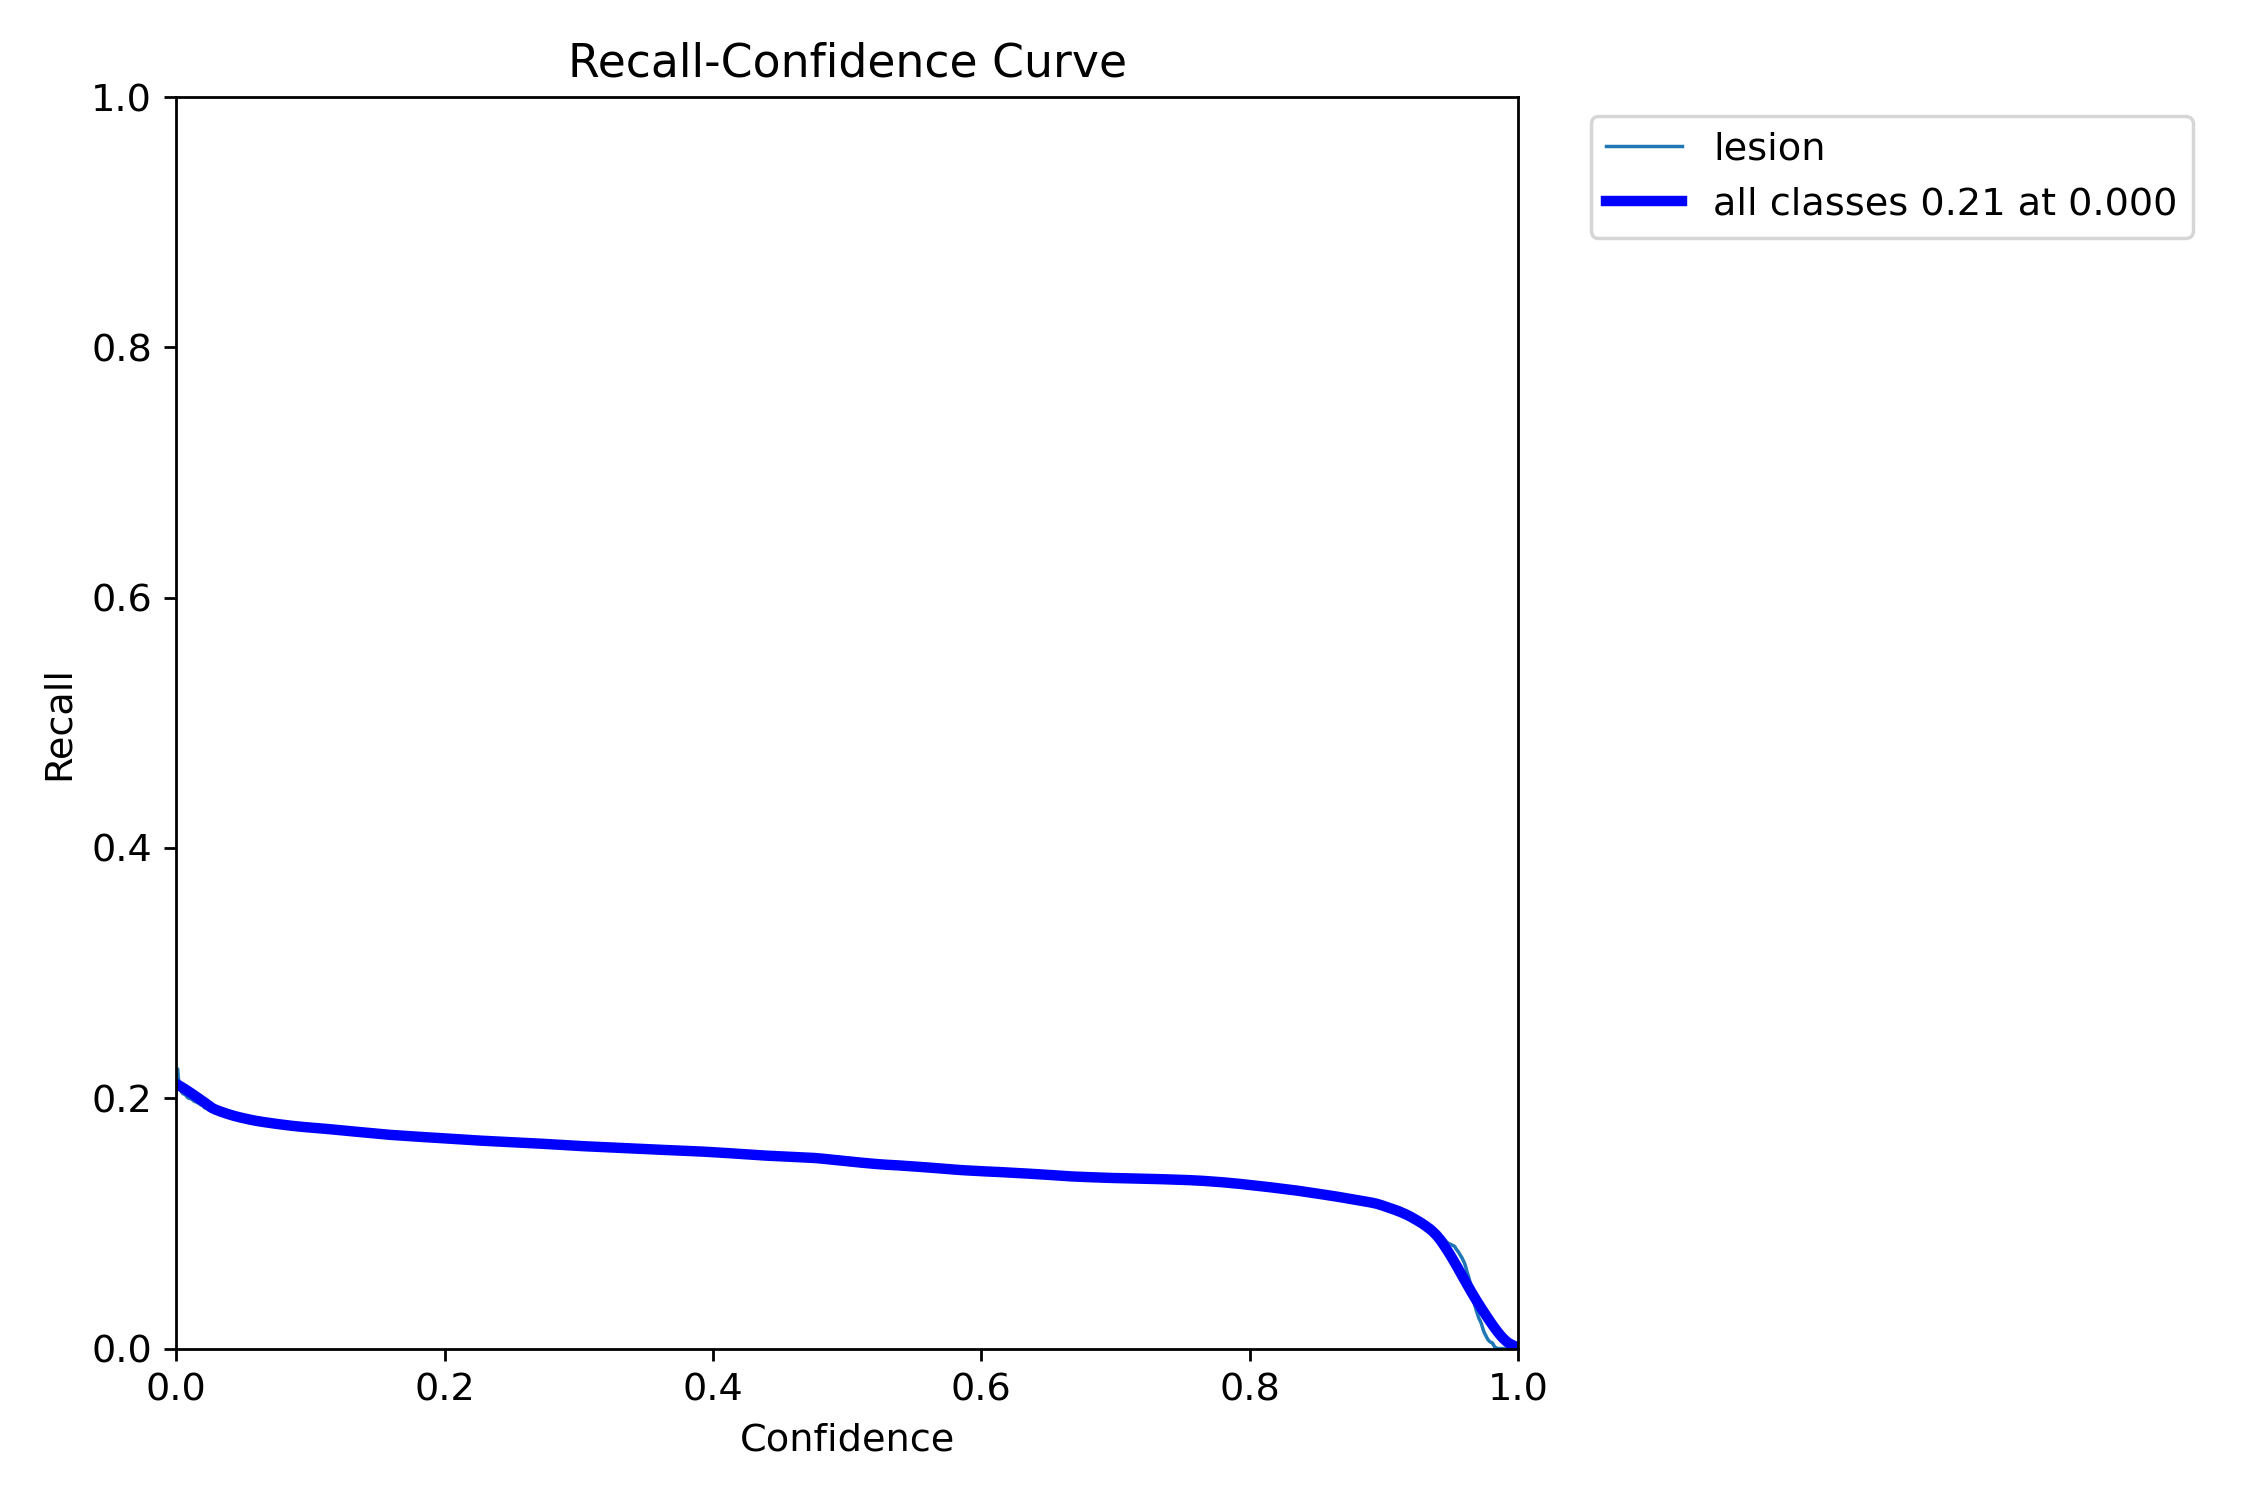 Recall-Confidence Curve
1.0
0.8
0.6
0.4
0.2
0.0
Recall
0.0 0.2 0.4 0.6 0.8 1.0
Confidence
lesion
all classes 0.21 at 0.000